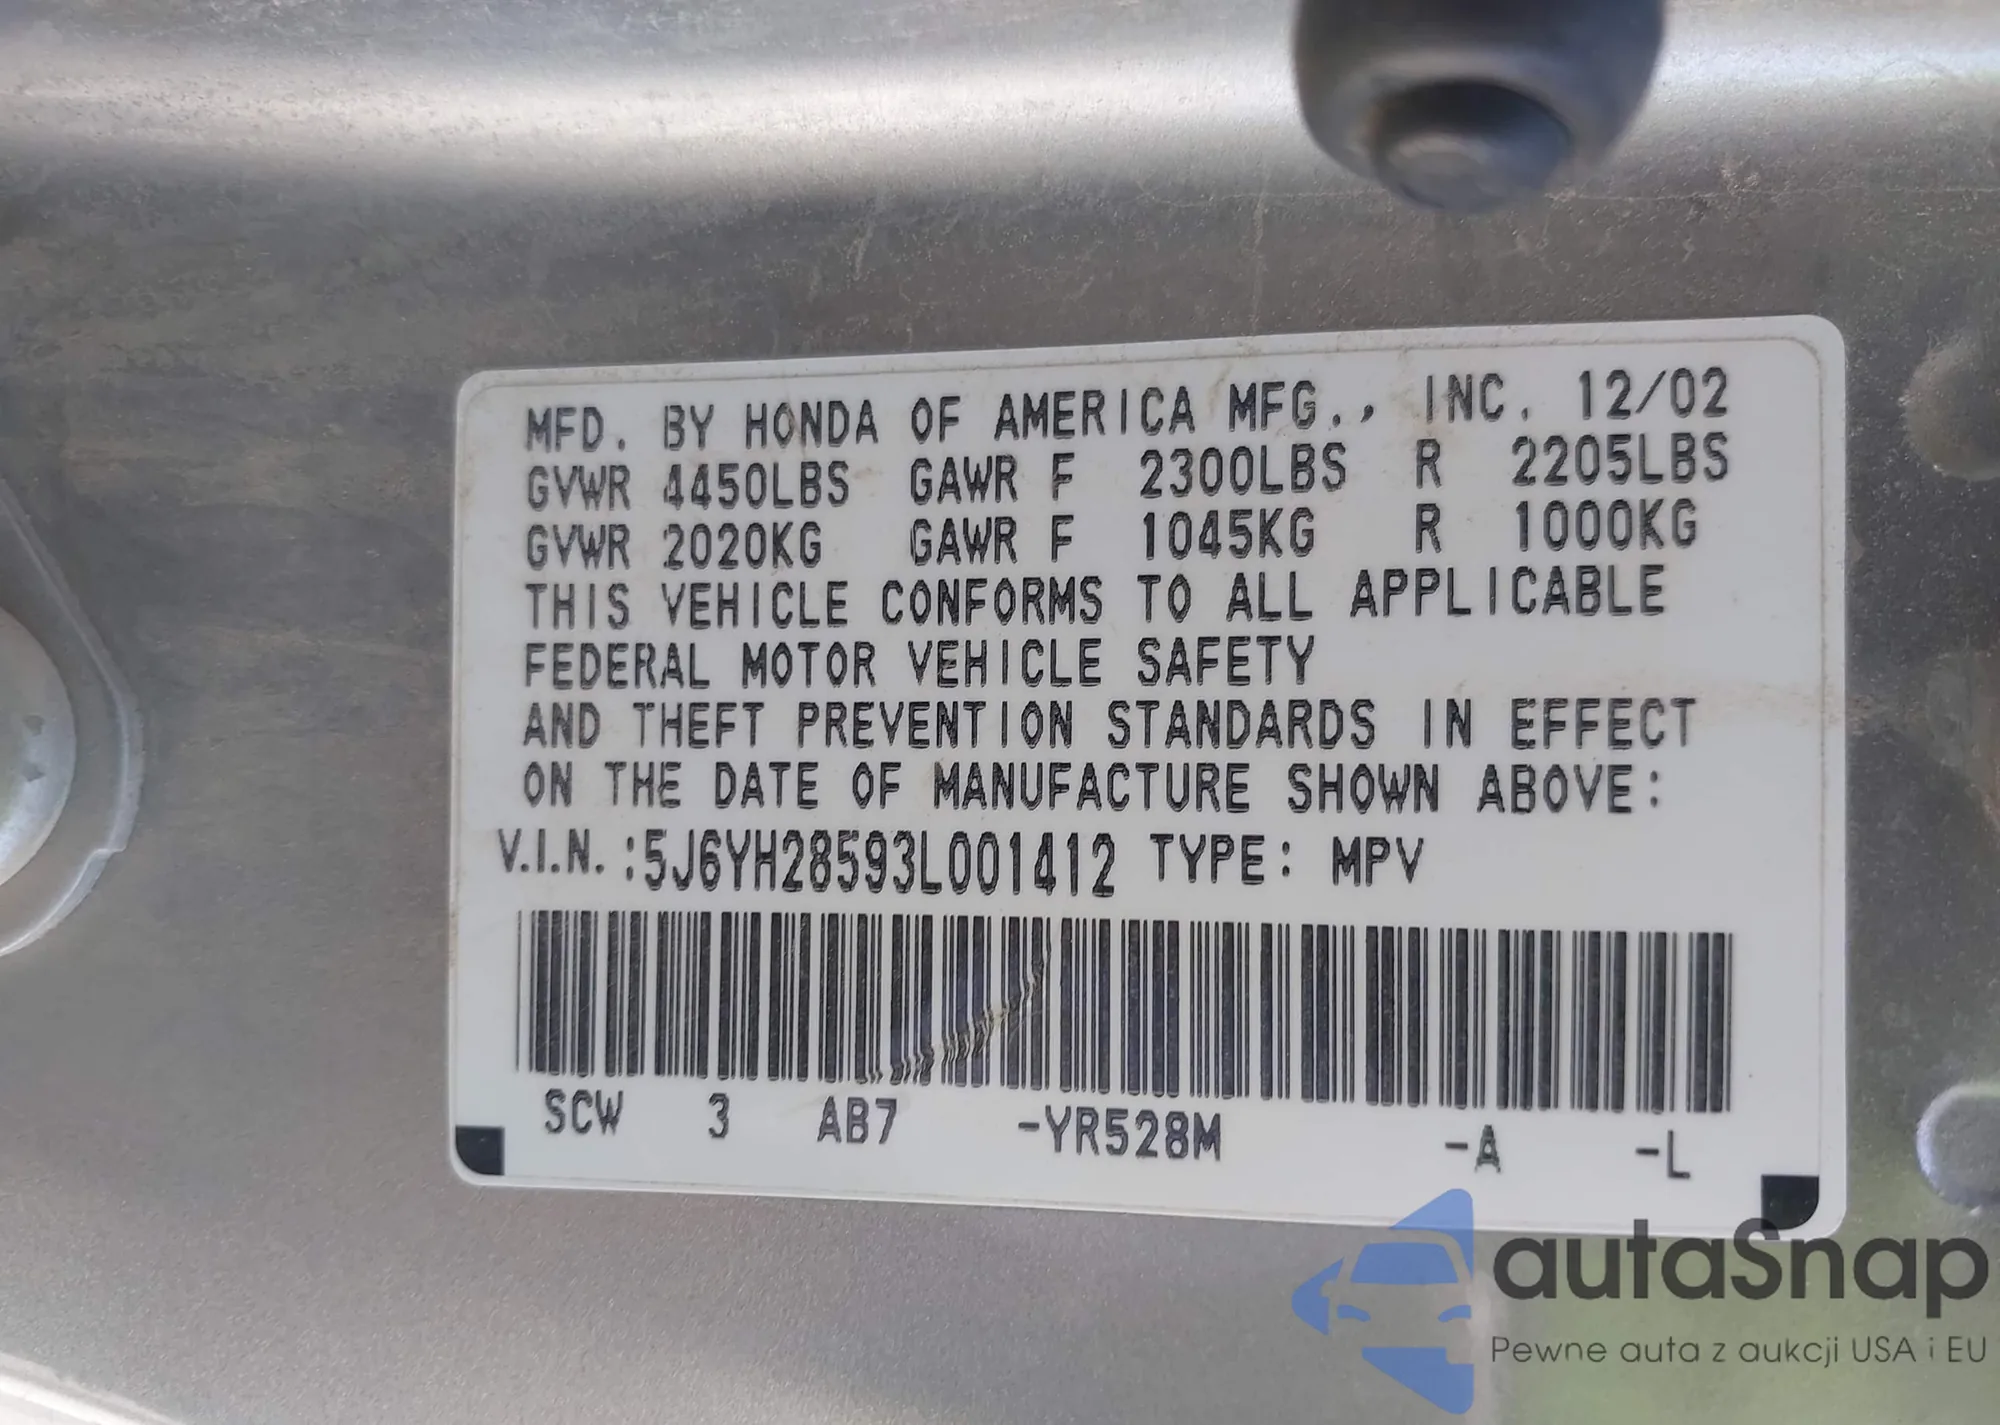 MFD. BY HONDA OF AMERICA MFG., INC. 12/02
GVWR 4450LBS GAWR F 2300LBS R 2205LBS
GVWR 2020KG GAWR F 1045KG R 1000KG
THIS VEHICLE CONFORMS TO ALL APPLICABLE
FEDERAL MOTOR VEHICLE SAFETY
AND THEFT PREVENTION STANDARDS IN EFFECT
ON THE DATE OF MANUFACTURE SHOWN ABOVE:
V.I.N. :5J6YH28593L001412 TYPE: MPV
SCW 3 AB7 -YR528M -A -L
autaSnap
Pewne auta z aukcji USA i EU